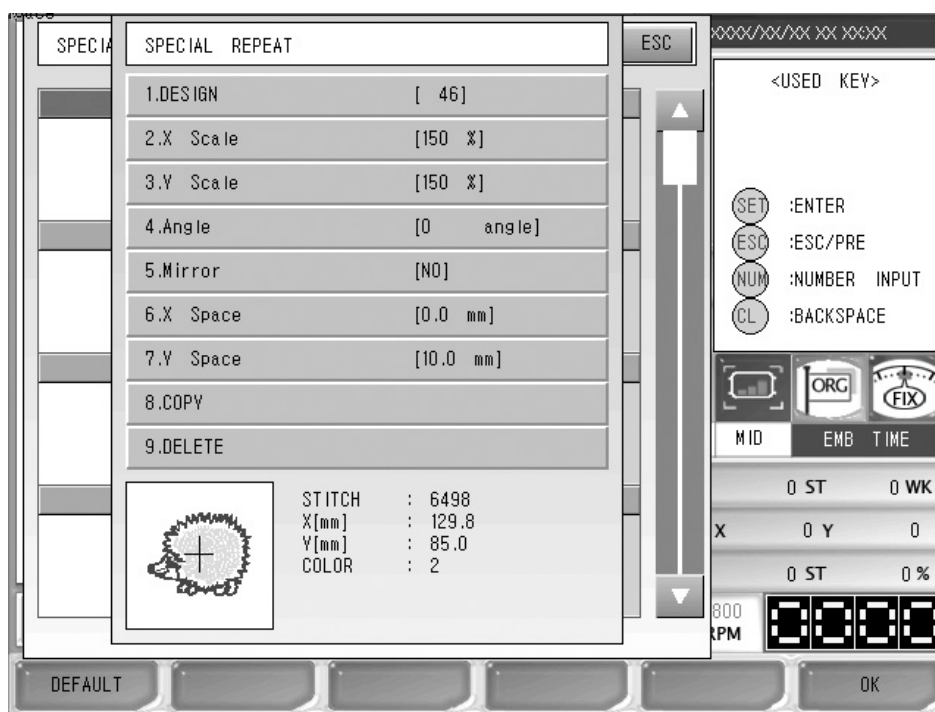 SPECIA
SPECIAL REPEAT
ESC
XXXX/XX/XX XX XX:XX
1.DESIGN [ 46]
2.X Scale [150 %]
3.Y Scale [150 %]
4.Angle [0 angle]
5.Mirror [NO]
6.X Space [0.0 mm]
7.Y Space [10.0 mm]
8.COPY
9.DELETE
STITCH : 6498
X[mm] : 129.8
Y[mm] : 85.0
COLOR : 2
<USED KEY>
SET :ENTER
ESC :ESC/PRE
NUM :NUMBER INPUT
CL :BACKSPACE
ORG
FIX
MID EMB TIME
0 ST 0 WK
X 0 Y 0
0 ST 0 %
800
RPM
0000
DEFAULT OK